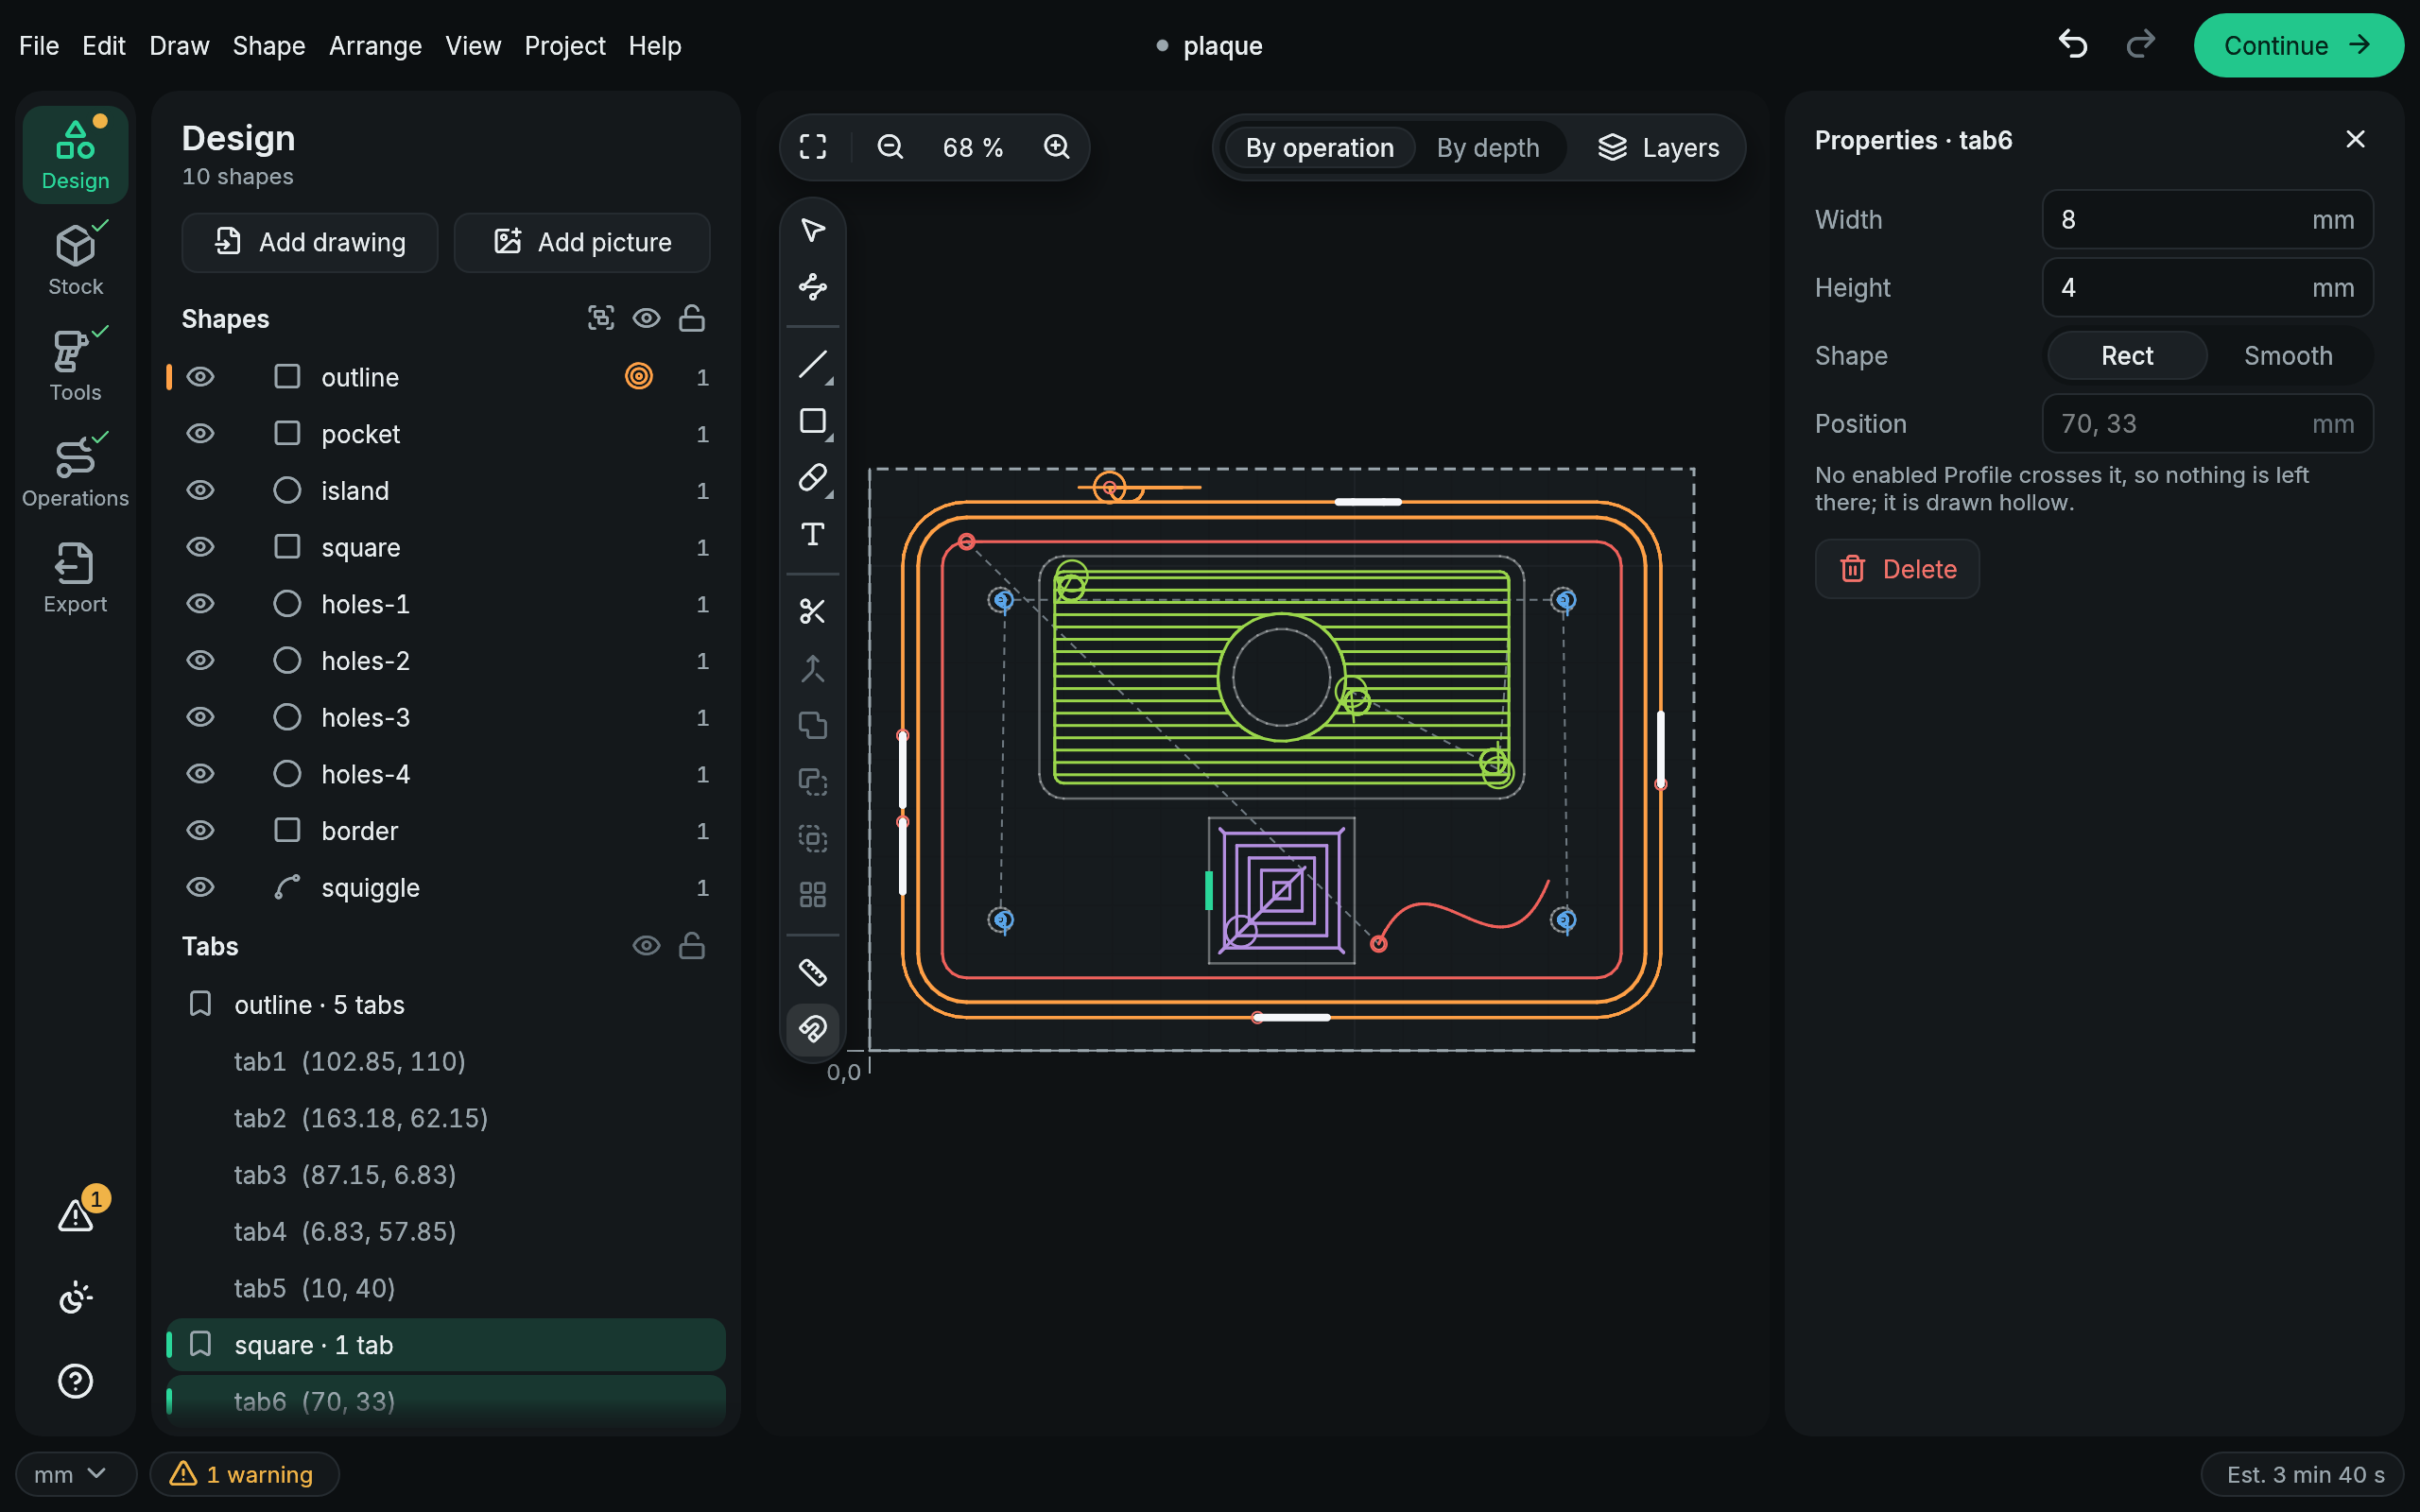 File Edit Draw Shape Arrange View Project Help
plaque
Continue
Design
Stock
Tools
Operations
Export
1
Design
10 shapes
Add drawing
Add picture
Shapes
outline 1
pocket 1
island 1
square 1
holes-1 1
holes-2 1
holes-3 1
holes-4 1
border 1
squiggle 1
Tabs
outline · 5 tabs
tab1 (102.85, 110)
tab2 (163.18, 62.15)
tab3 (87.15, 6.83)
tab4 (6.83, 57.85)
tab5 (10, 40)
square · 1 tab
tab6 (70, 33)
68 %
By operation
By depth
Layers
0,0
Properties · tab6
Width 8 mm
Height 4 mm
Shape Rect Smooth
Position 70, 33 mm
No enabled Profile crosses it, so nothing is left
there; it is drawn hollow.
Delete
mm
1 warning
Est. 3 min 40 s